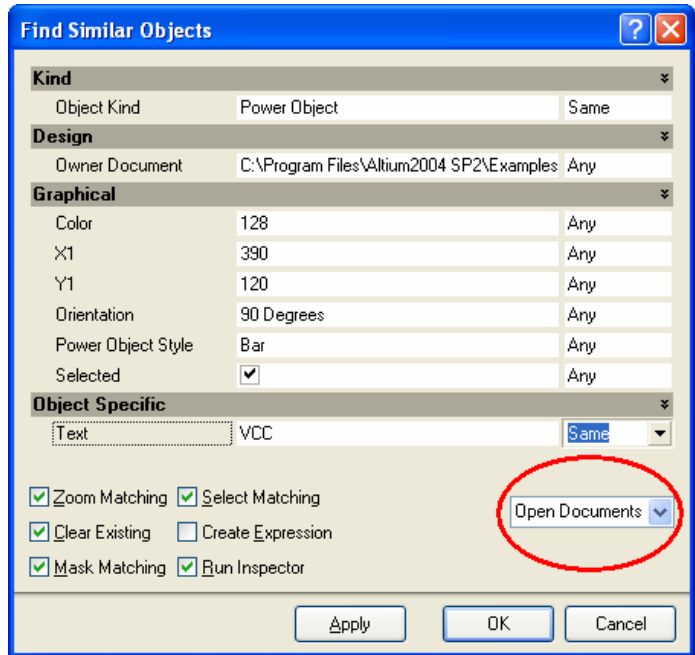 Find Similar Objects
Kind
Object Kind Power Object Same
Design
Owner Document C:\Program Files\Altium2004 SP2\Examples Any
Graphical
Color 128 Any
X1 390 Any
Y1 120 Any
Orientation 90 Degrees Any
Power Object Style Bar Any
Selected Any
Object Specific
Text VCC Same
Zoom Matching Select Matching
Open Documents
Clear Existing Create Expression
Mask Matching Run Inspector
Apply OK Cancel